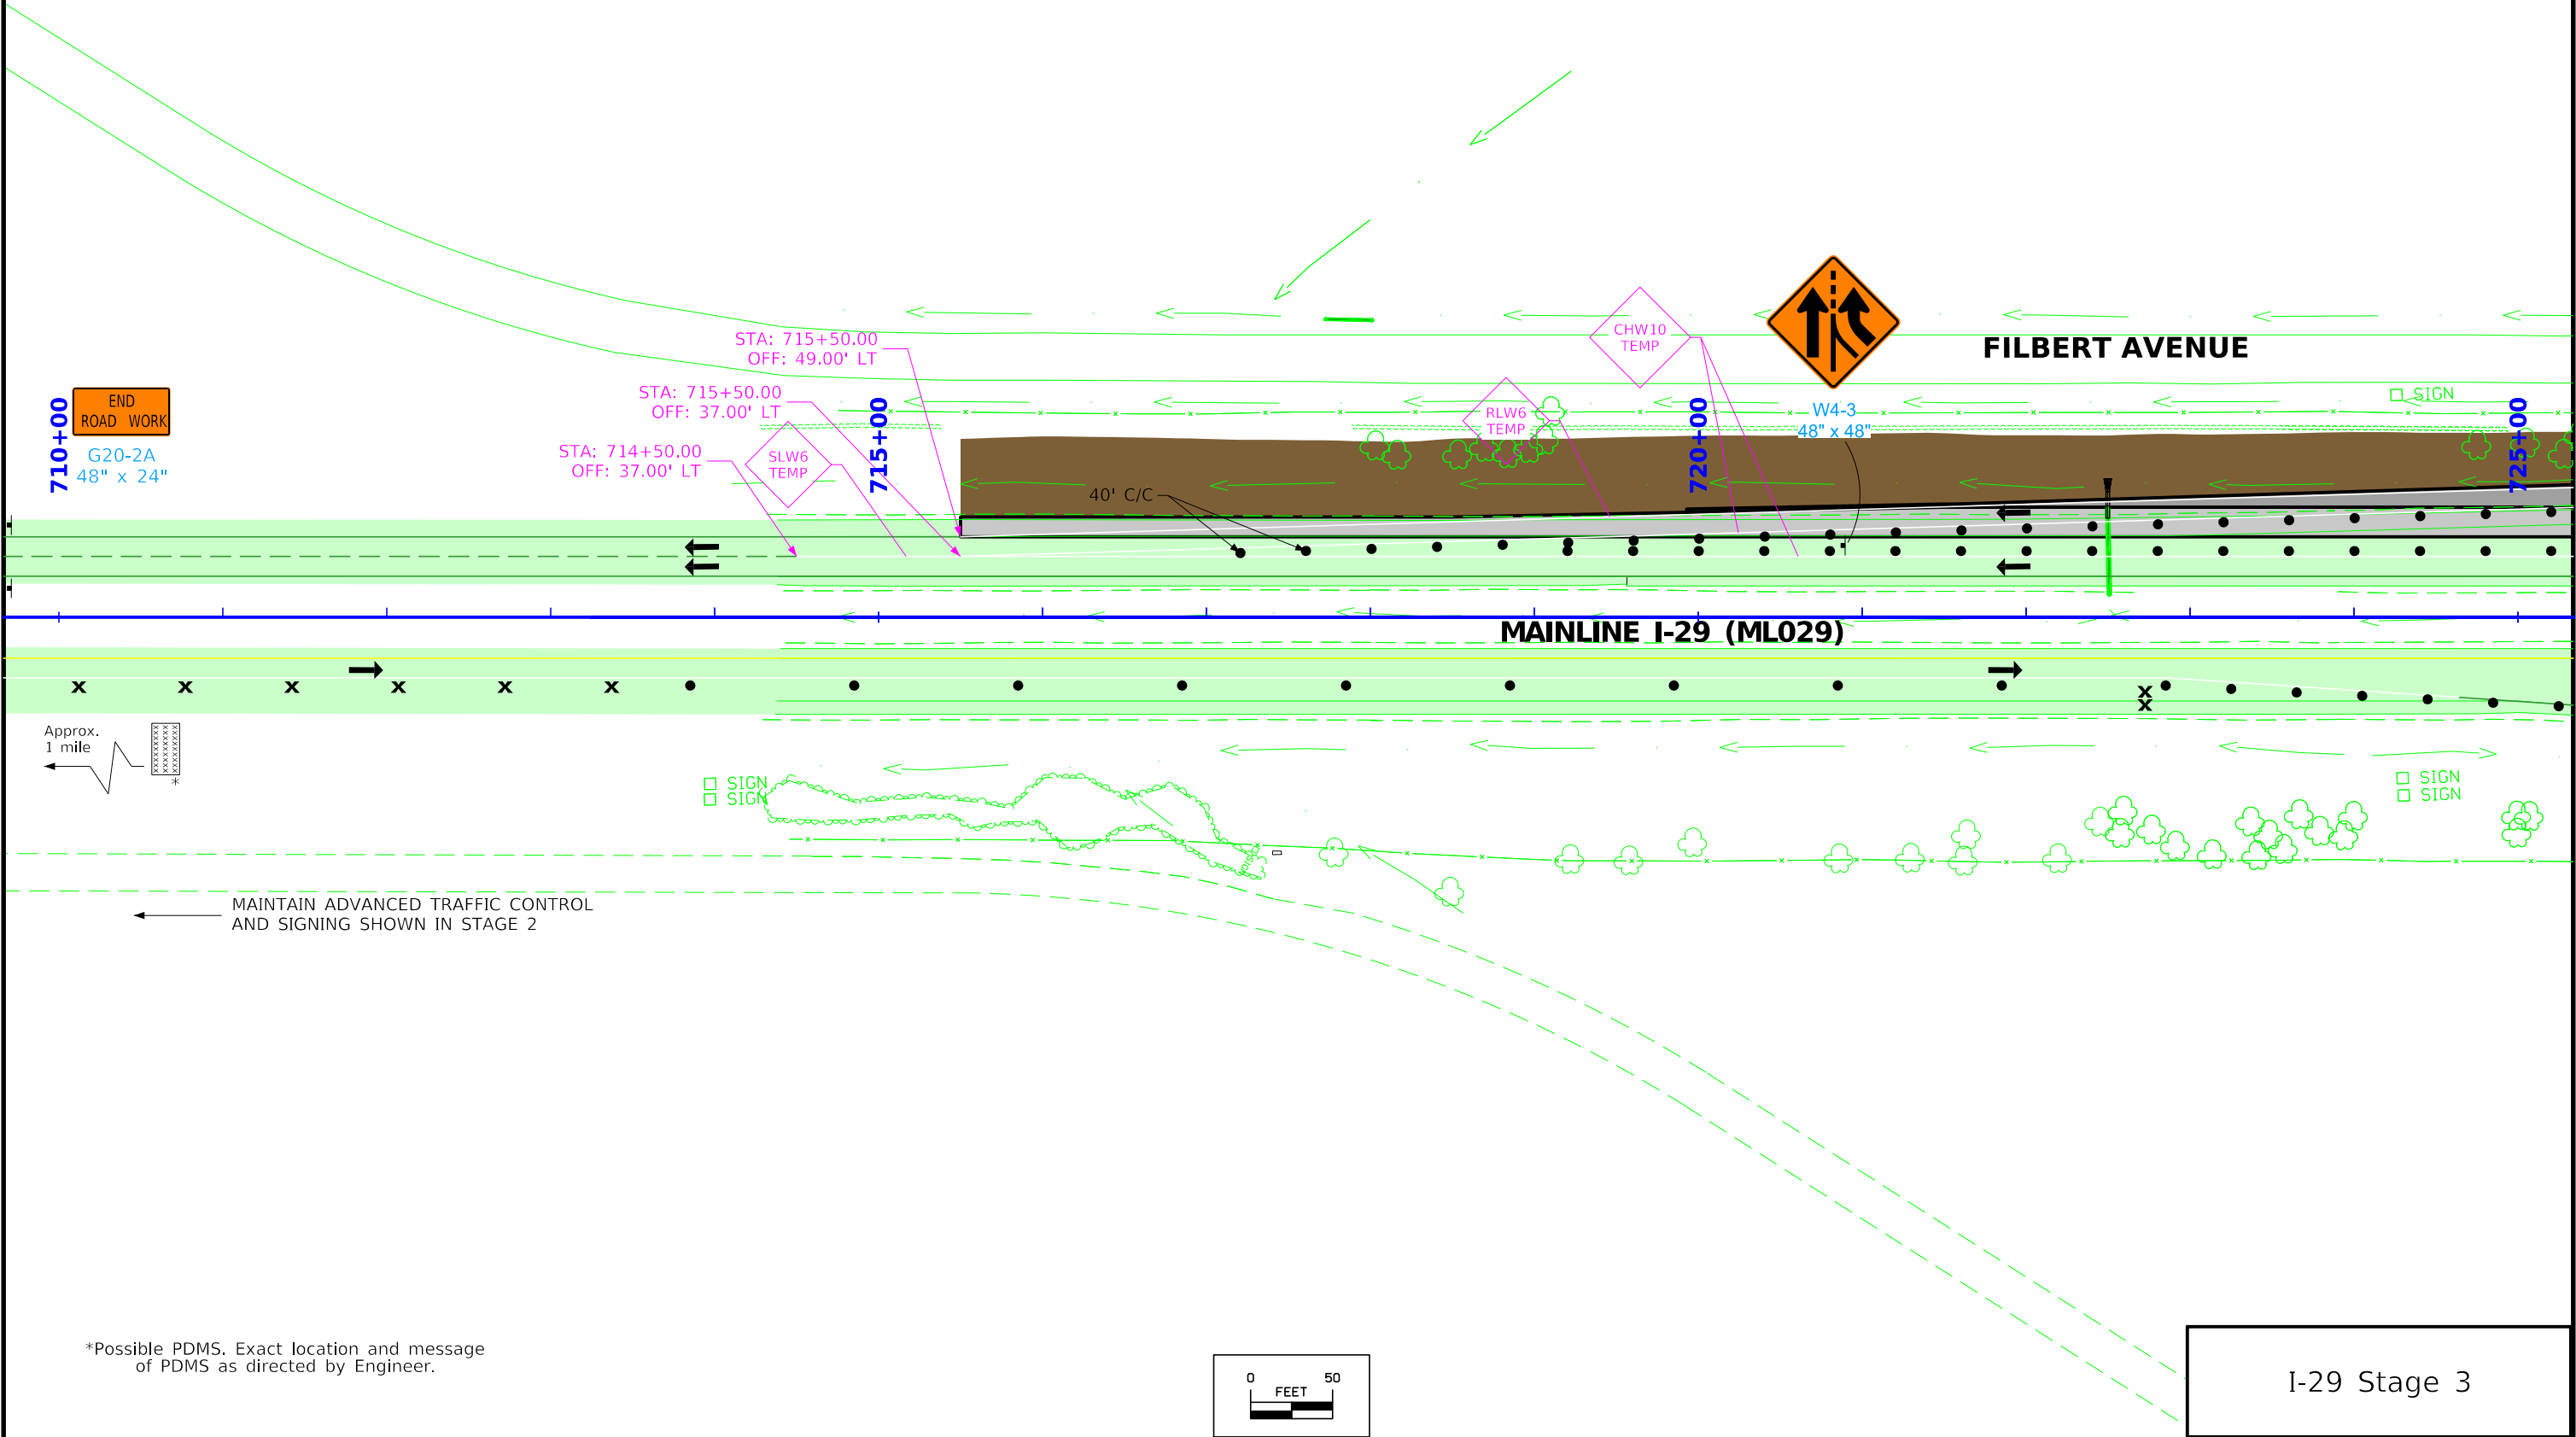 STA: 715+50.00
OFF: 49.00' LT
CHW10
TEMP
FILBERT AVENUE
710+00
END
ROAD WORK
G20-2A
48" x 24"
STA: 715+50.00
OFF: 37.00' LT
STA: 714+50.00
OFF: 37.00' LT
SLW6
TEMP
715+00
RLW6
TEMP
720+00
W4-3
48" x 48"
SIGN
725+00
40' C/C
MAINLINE I-29 (ML029)
x x x x x x
x
x
Approx.
1 mile
*
SIGN
SIGN
SIGN
SIGN
MAINTAIN ADVANCED TRAFFIC CONTROL
AND SIGNING SHOWN IN STAGE 2
*Possible PDMS. Exact location and message
of PDMS as directed by Engineer.
0 50
FEET
I-29 Stage 3